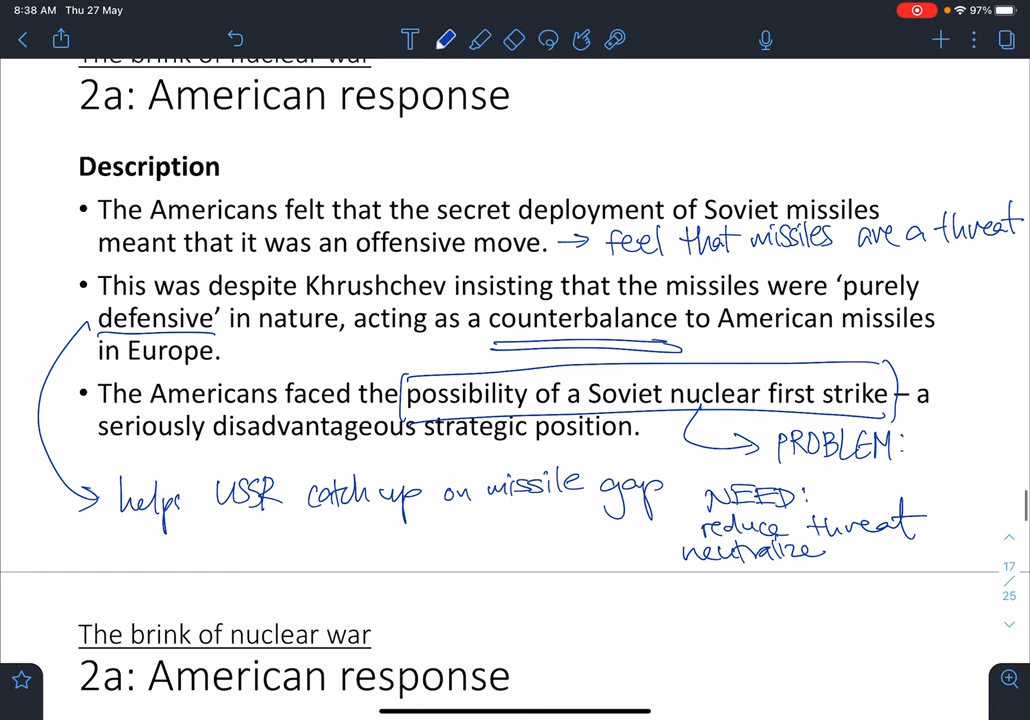 8:38 AM Thu 27 May
97%
The brink of nuclear war
2a: American response
Description
• The Americans felt that the secret deployment of Soviet missiles
meant that it was an offensive move. → feel that missiles are a threat
• This was despite Khrushchev insisting that the missiles were ‘purely
defensive’ in nature, acting as a counterbalance to American missiles
in Europe.
• The Americans faced the possibility of a Soviet nuclear first strike – a
seriously disadvantageous strategic position.
PROBLEM:
helps USSR catch up on missile gap
NEED:
reduce threat
neutralize
17
/
25
The brink of nuclear war
2a: American response